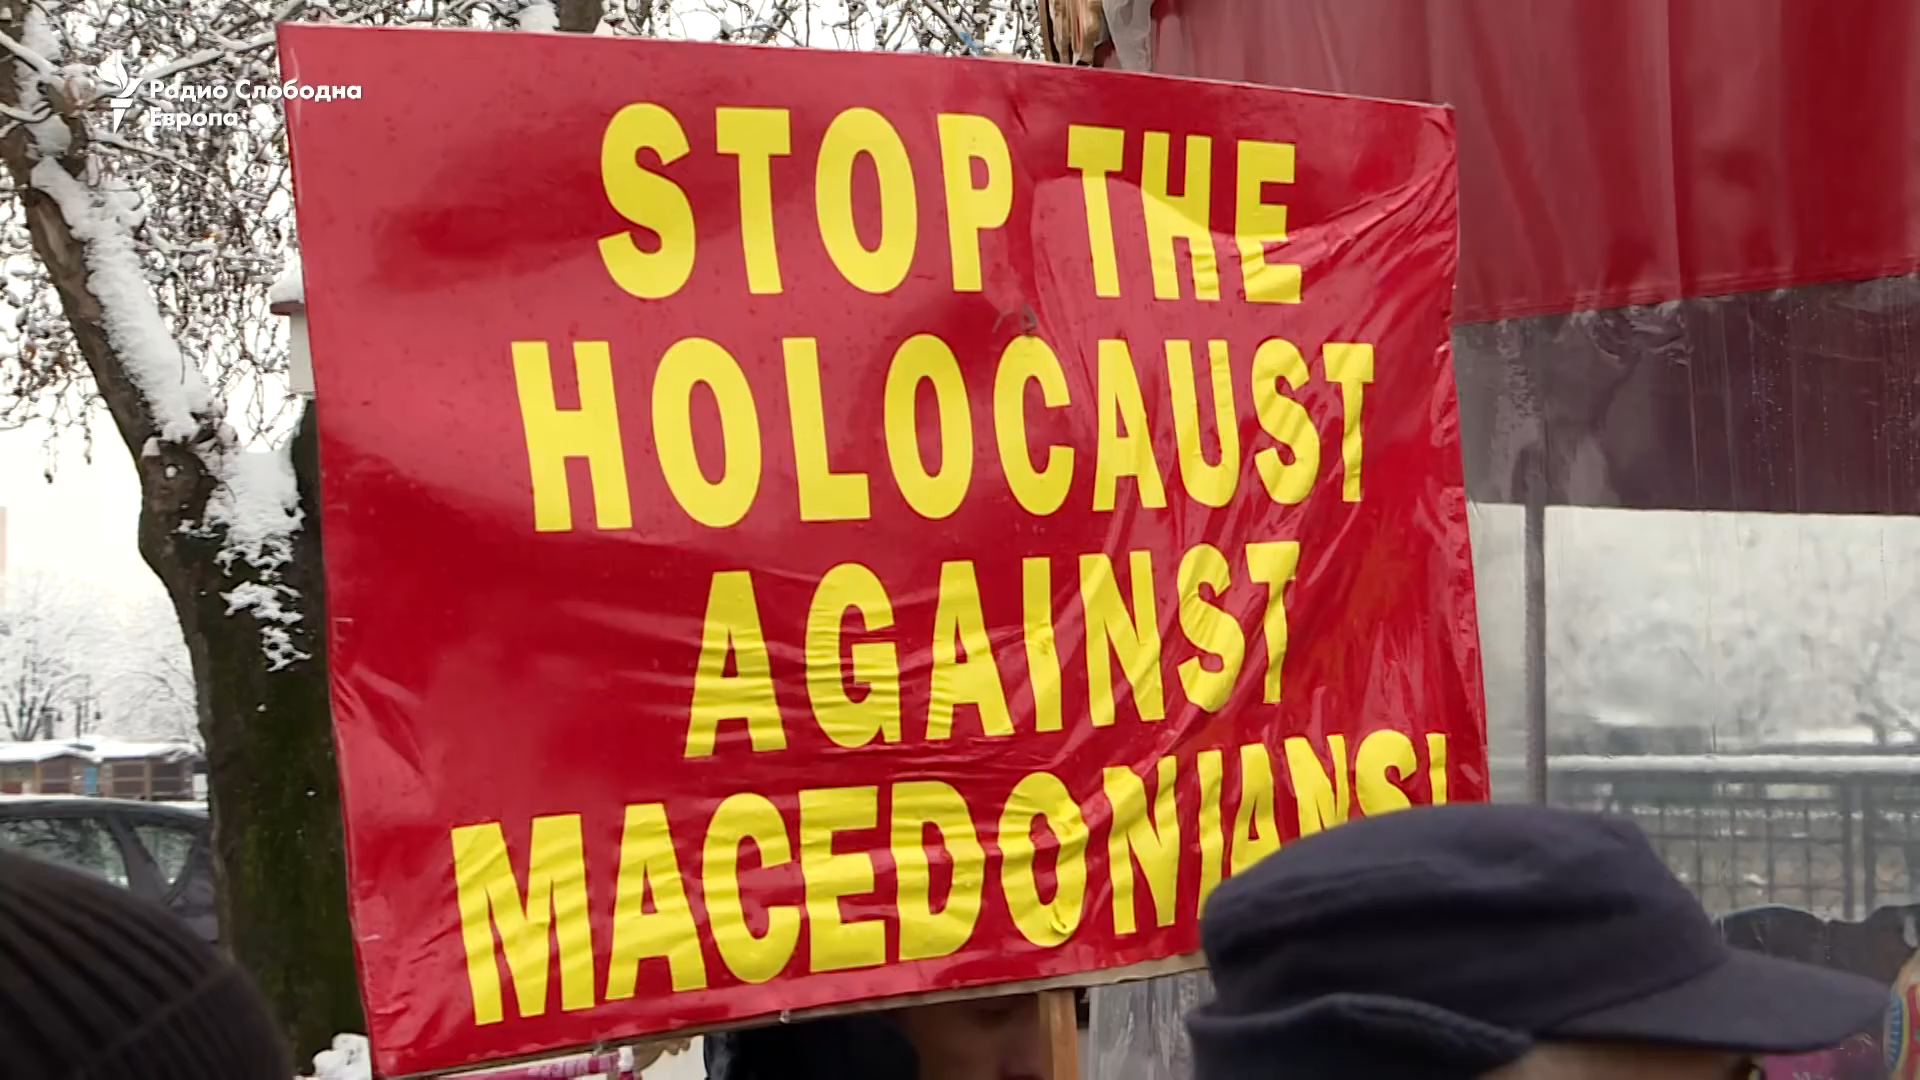 Радио Слободна
Европа
STOP THE
HOLOCAUST
AGAINST
MACEDONIANS!